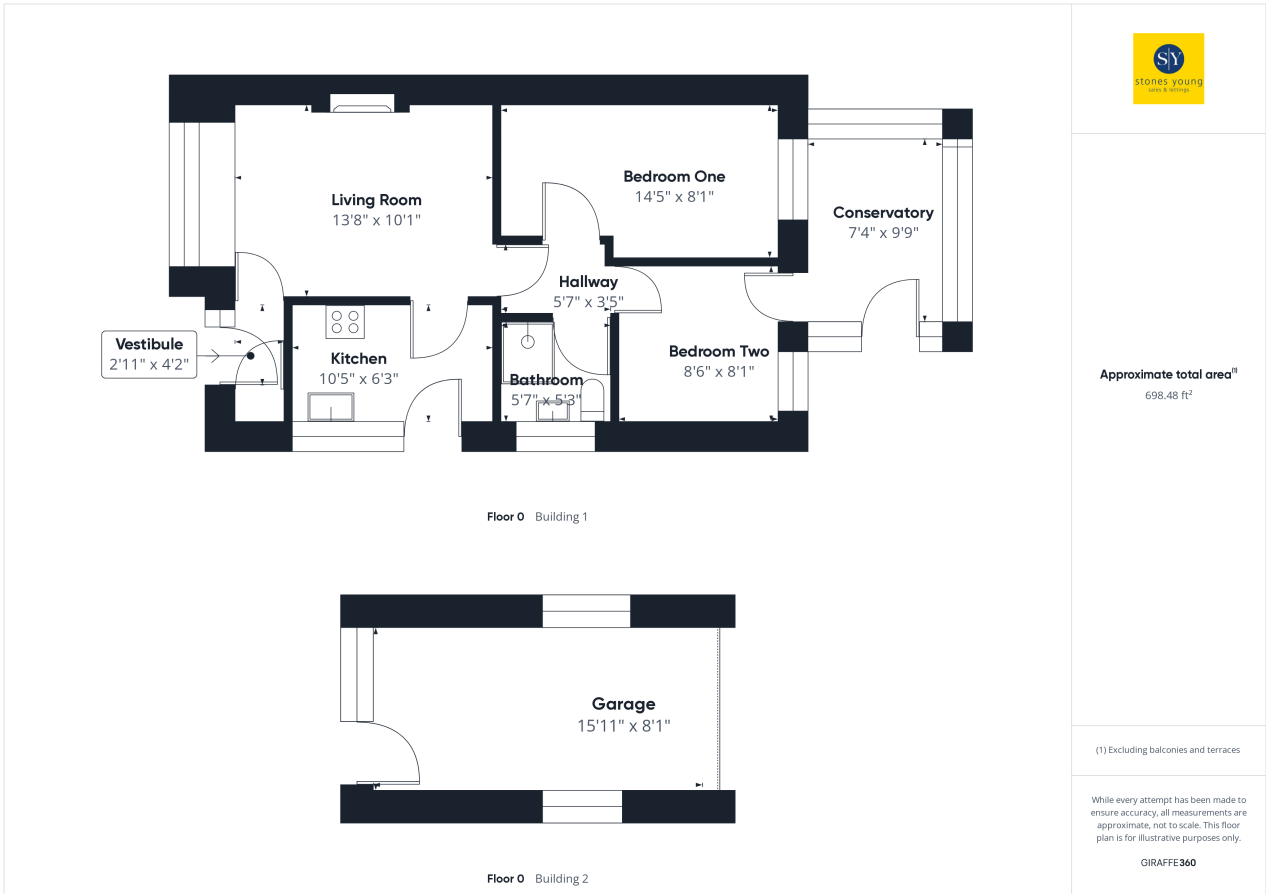 Living Room
13'8" x 10'1"
Bedroom One
14'5" x 8'1"
Conservatory
7'4" x 9'9"
Hallway
5'7" x 3'5"
Vestibule
2'11" x 4'2"
Kitchen
10'5" x 6'3"
Bathroom
5'7" x 5'3"
Bedroom Two
8'6" x 8'1"
Floor 0 Building 1
Garage
15'11" x 8'1"
Floor 0 Building 2
S|Y
stones young
sales & lettings
Approximate total area(1)
698.48 ft²
(1) Excluding balconies and terraces
While every attempt has been made to
ensure accuracy, all measurements are
approximate, not to scale. This floor
plan is for illustrative purposes only.
GIRAFFE360